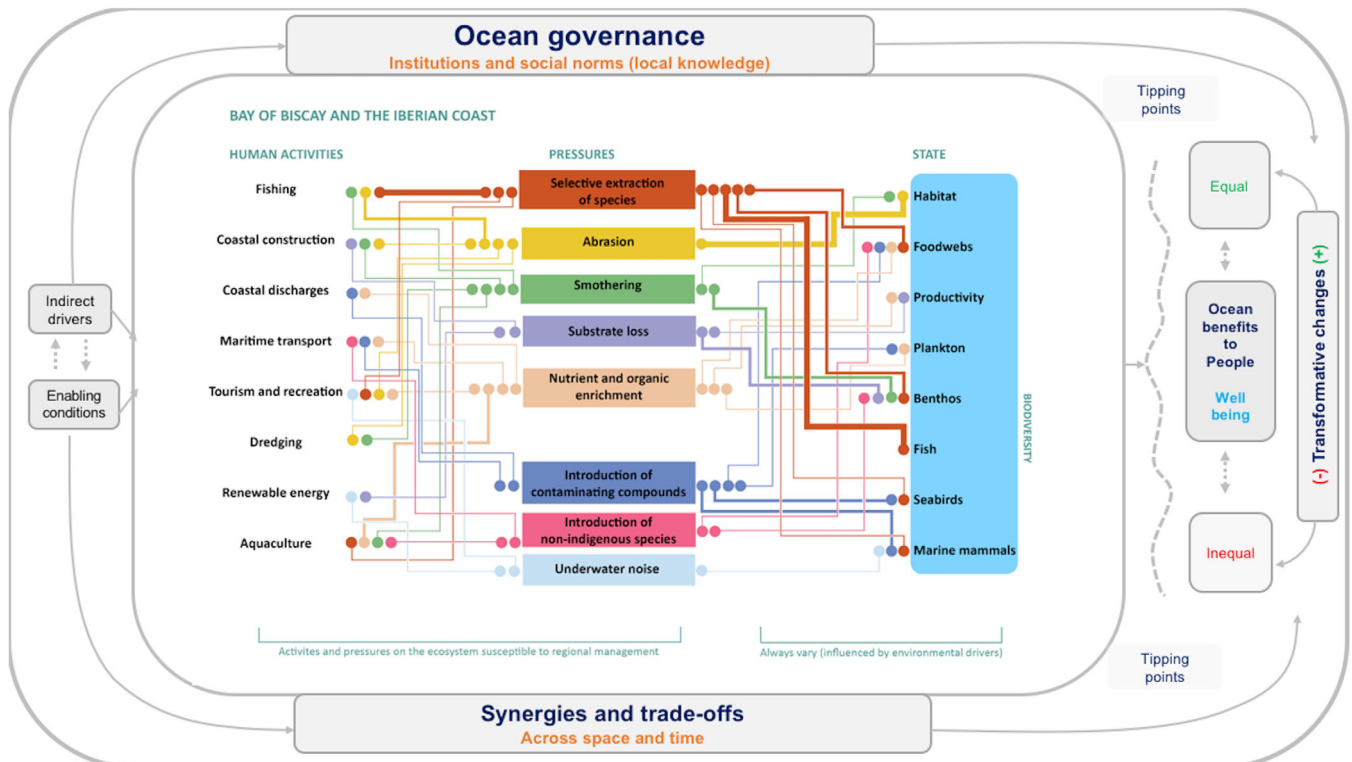 Ocean governance
Institutions and social norms (local knowledge)
BAY OF BISCAY AND THE IBERIAN COAST
HUMAN ACTIVITIES
PRESSURES
STATE
Fishing
Coastal construction
Coastal discharges
Maritime transport
Tourism and recreation
Dredging
Renewable energy
Aquaculture
Selective extraction
of species
Abrasion
Smothering
Substrate loss
Nutrient and organic
enrichment
Introduction of
contaminating compounds
Introduction of
non-indigenous species
Underwater noise
Habitat
Foodwebs
Productivity
Plankton
Benthos
Fish
Seabirds
Marine mammals
BIODIVERSITY
Activites and pressures on the ecosystem susceptible to regional management
Always vary (influenced by environmental drivers)
Indirect
drivers
Enabling
conditions
Tipping
points
Equal
Ocean
benefits
to
People
Well
being
Inequal
(-) Transformative changes (+)
Tipping
points
Synergies and trade-offs
Across space and time